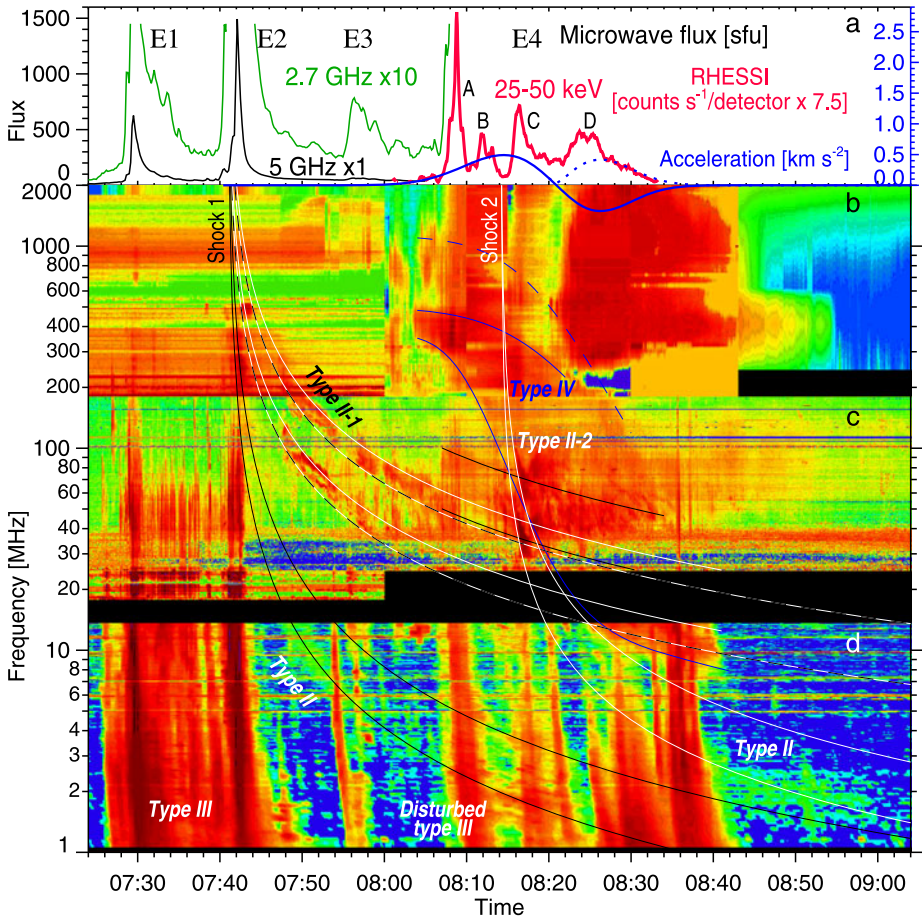 1500
1000
500
0
Flux
E1
E2
E3
E4
Microwave flux [sfu]
a
2.7 GHz x10
5 GHz x1
25-50 keV
RHESSI
[counts s⁻¹/detector x 7.5]
Acceleration [km s⁻²]
A
B
C
D
2.5
2.0
1.5
1.0
0.5
0.0
2000
1000
800
600
400
300
200
100
80
60
40
30
20
10
7
6
4
3
2
1
Frequency [MHz]
Shock 1
Shock 2
b
Type IV
Type II-1
Type II-2
c
d
Type II
Type II
Type III
Disturbed
type III
07:30
07:40
07:50
08:00
08:10
08:20
08:30
08:40
08:50
09:00
Time